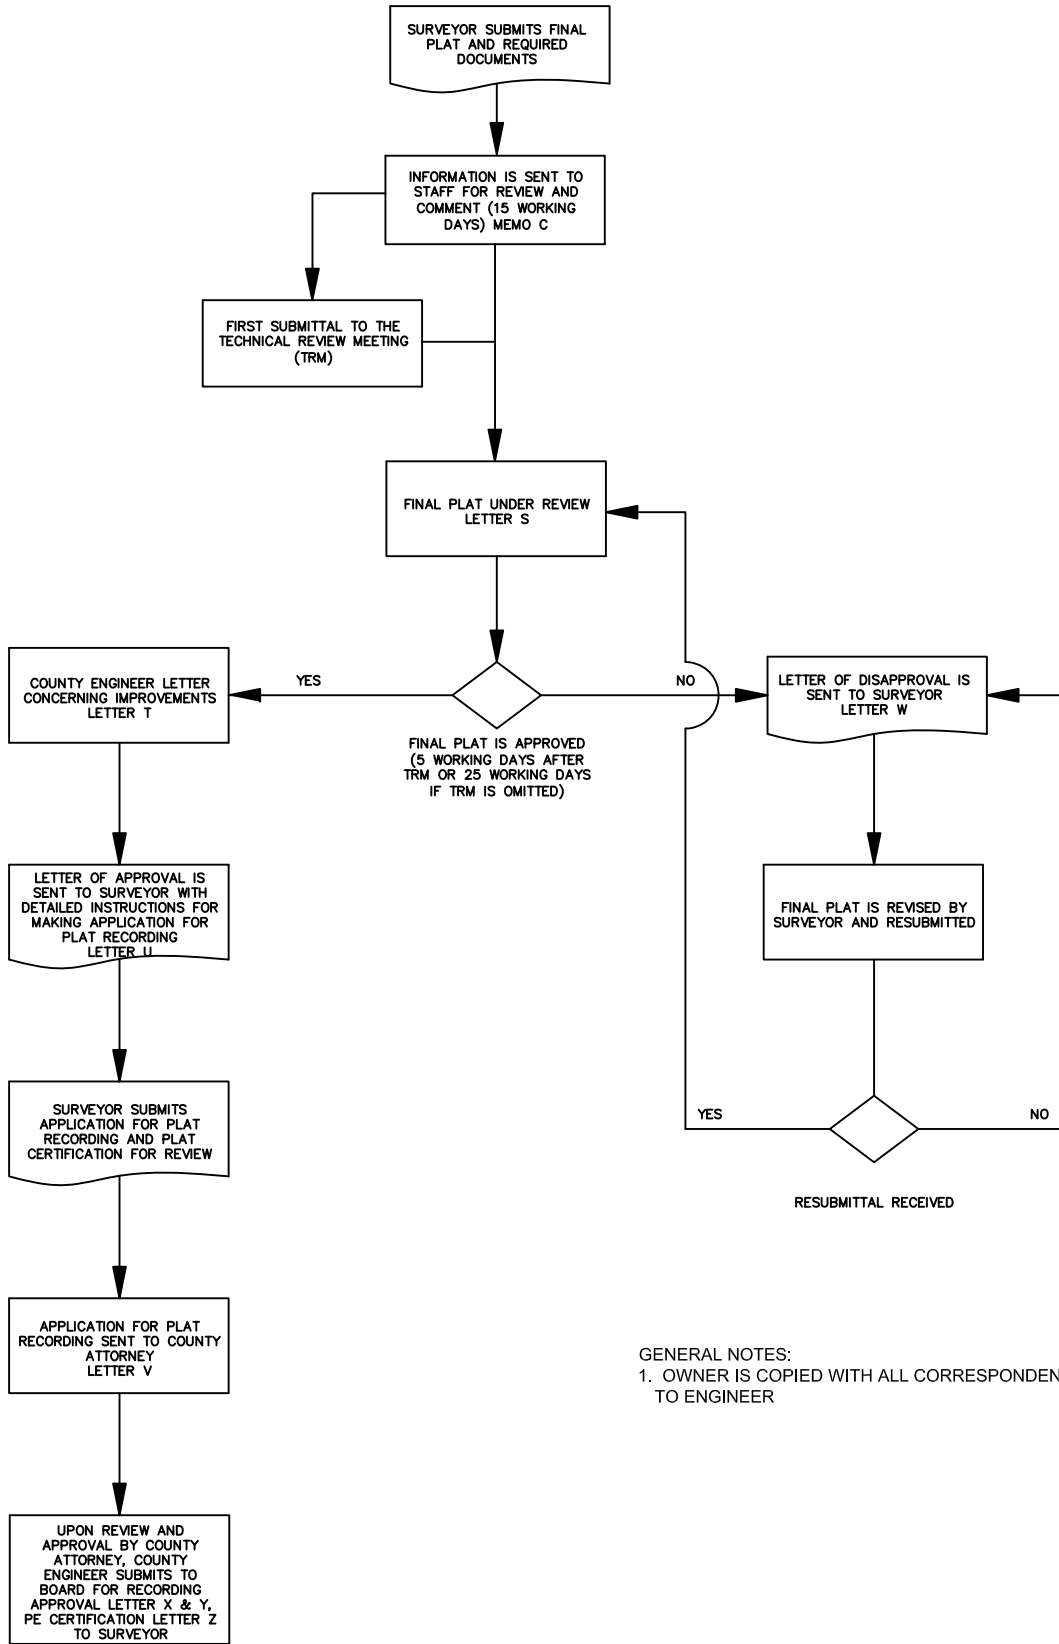 SURVEYOR SUBMITS FINAL
PLAT AND REQUIRED
DOCUMENTS
INFORMATION IS SENT TO
STAFF FOR REVIEW AND
COMMENT (15 WORKING
DAYS) MEMO C
FIRST SUBMITTAL TO THE
TECHNICAL REVIEW MEETING
(TRM)
FINAL PLAT UNDER REVIEW
LETTER S
YES
NO
FINAL PLAT IS APPROVED
(5 WORKING DAYS AFTER
TRM OR 25 WORKING DAYS
IF TRM IS OMITTED)
COUNTY ENGINEER LETTER
CONCERNING IMPROVEMENTS
LETTER T
LETTER OF DISAPPROVAL IS
SENT TO SURVEYOR
LETTER W
LETTER OF APPROVAL IS
SENT TO SURVEYOR WITH
DETAILED INSTRUCTIONS FOR
MAKING APPLICATION FOR
PLAT RECORDING
LETTER U
FINAL PLAT IS REVISED BY
SURVEYOR AND RESUBMITTED
SURVEYOR SUBMITS
APPLICATION FOR PLAT
RECORDING AND PLAT
CERTIFICATION FOR REVIEW
YES
NO
RESUBMITTAL RECEIVED
APPLICATION FOR PLAT
RECORDING SENT TO COUNTY
ATTORNEY
LETTER V
GENERAL NOTES:
1. OWNER IS COPIED WITH ALL CORRESPONDEN
TO ENGINEER
UPON REVIEW AND
APPROVAL BY COUNTY
ATTORNEY, COUNTY
ENGINEER SUBMITS TO
BOARD FOR RECORDING
APPROVAL LETTER X & Y,
PE CERTIFICATION LETTER Z
TO SURVEYOR